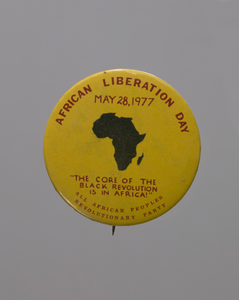 AFRICAN LIBERATION DAY
MAY 28, 1977
"THE CORE OF THE
BLACK REVOLUTION
IS IN AFRICA!"
ALL AFRICAN PEOPLES
REVOLUTIONARY PARTY